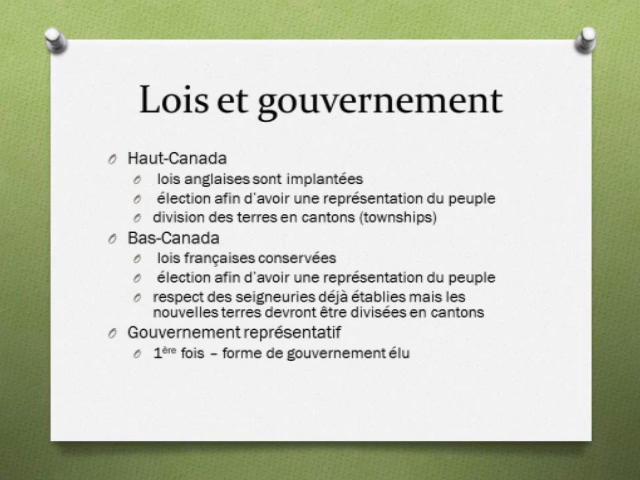 Lois et gouvernement
Haut-Canada
lois anglaises sont implantées
élection afin d'avoir une représentation du peuple
division des terres en cantons (townships)
Bas-Canada
lois françaises conservées
élection afin d'avoir une représentation du peuple
respect des seigneuries déjà établies mais les
nouvelles terres devront être divisées en cantons
Gouvernement représentatif
1ère fois – forme de gouvernement élu